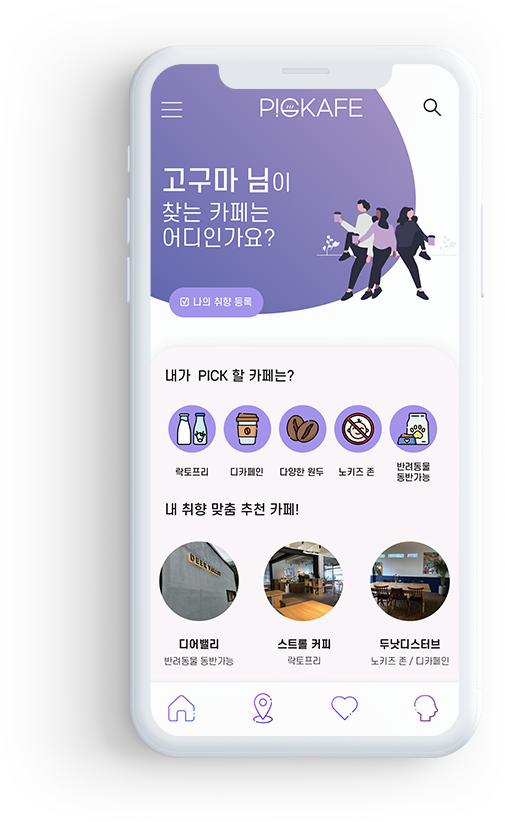 PICKAFE
고구마 님이
찾는 카페는
어디인가요?
나의 취향 등록
내가 PICK 할 카페는?
락토프리
디카페인
다양한 원두
노키즈 존
반려동물
동반가능
내 취향 맞춤 추천 카페!
DEER VALLEY
디어밸리
스트롤 커피
두낫디스터브
반려동물 동반가능
락토프리
노키즈 존 / 디카페인